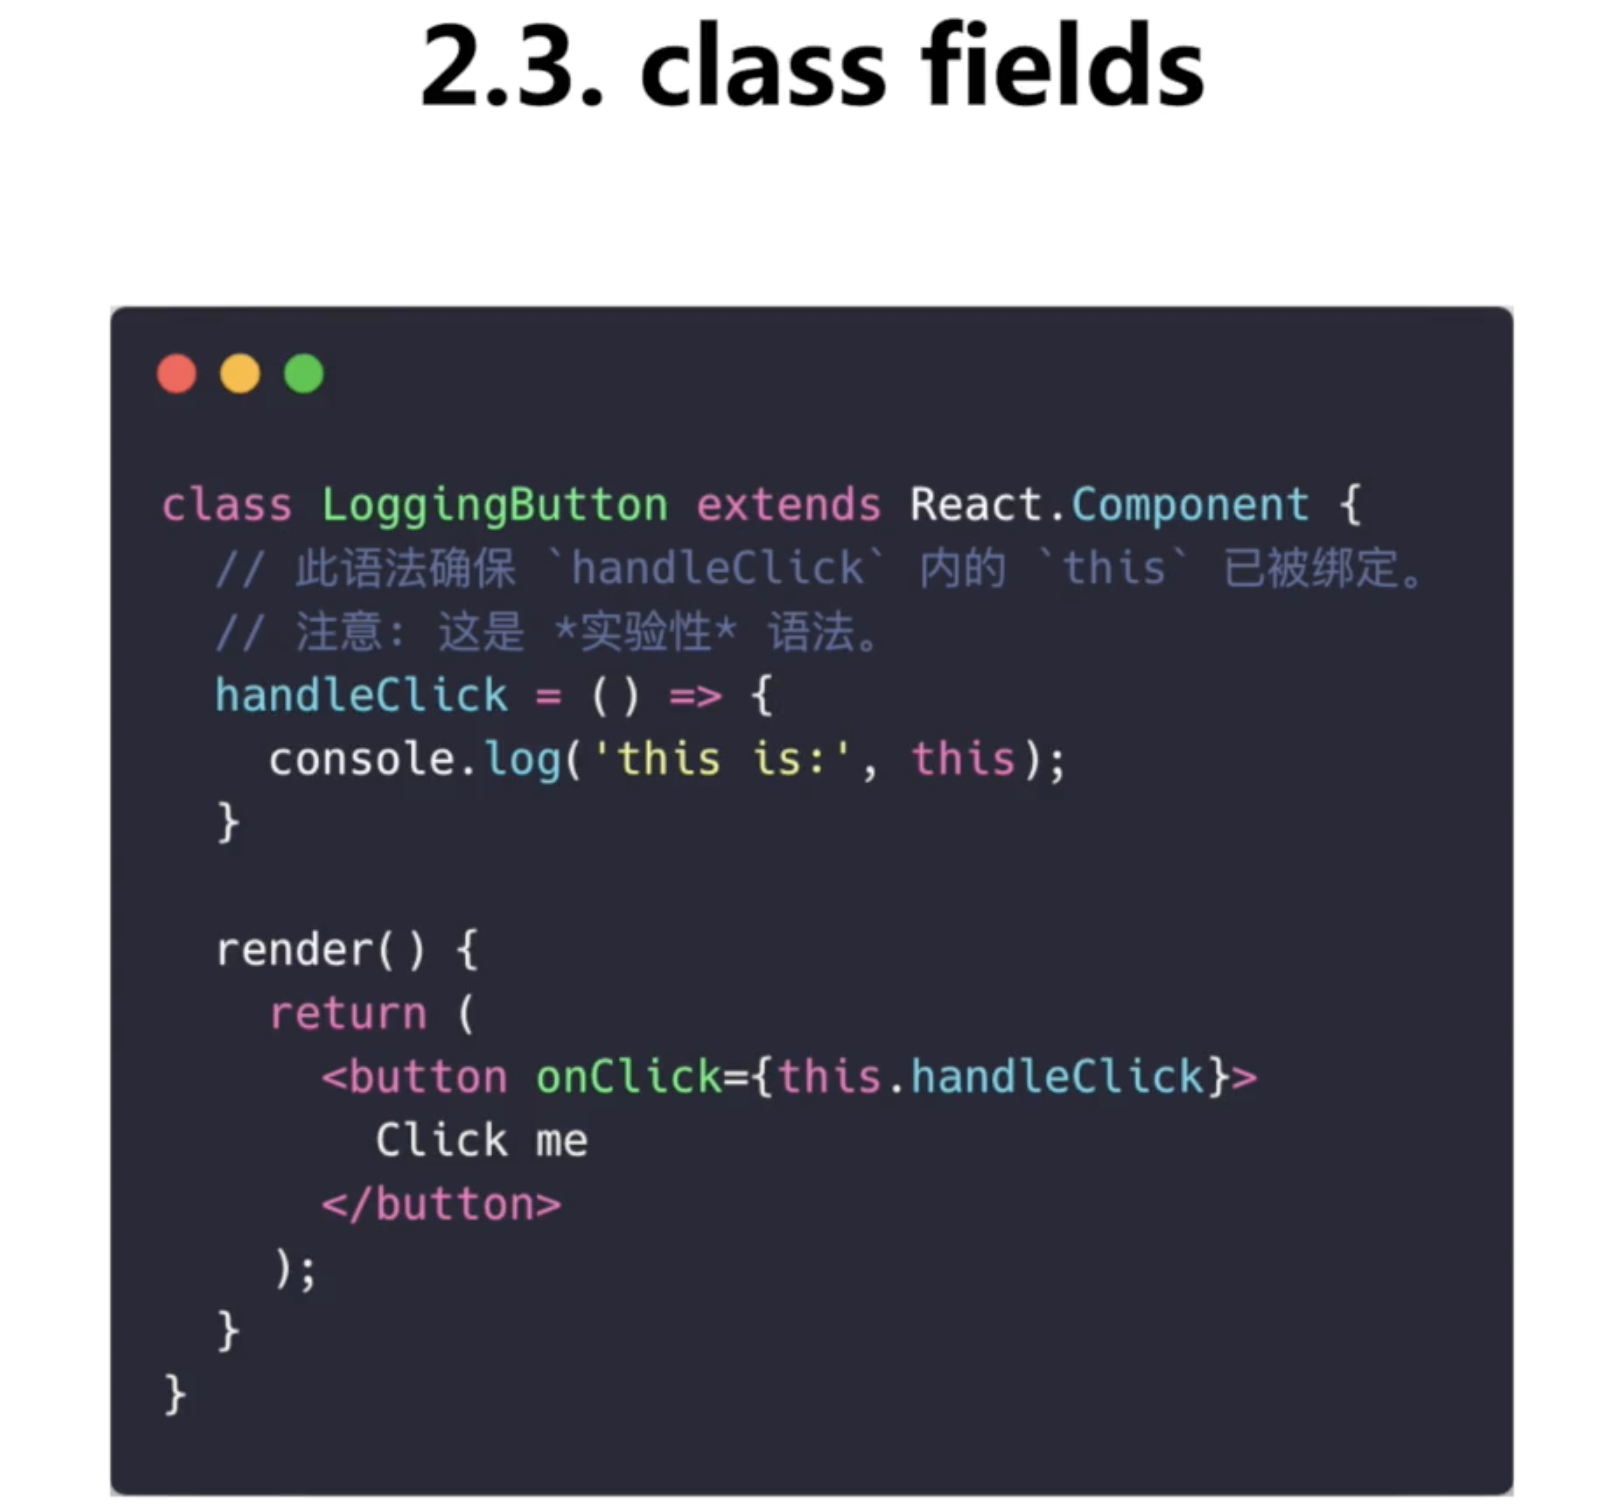 2.3. class fields
class LoggingButton extends React.Component {
  // 此语法确保 `handleClick` 内的 `this` 已被绑定。
  // 注意: 这是 *实验性* 语法。
  handleClick = () => {
    console.log('this is:', this);
  }

  render() {
    return (
      <button onClick={this.handleClick}>
        Click me
      </button>
    );
  }
}